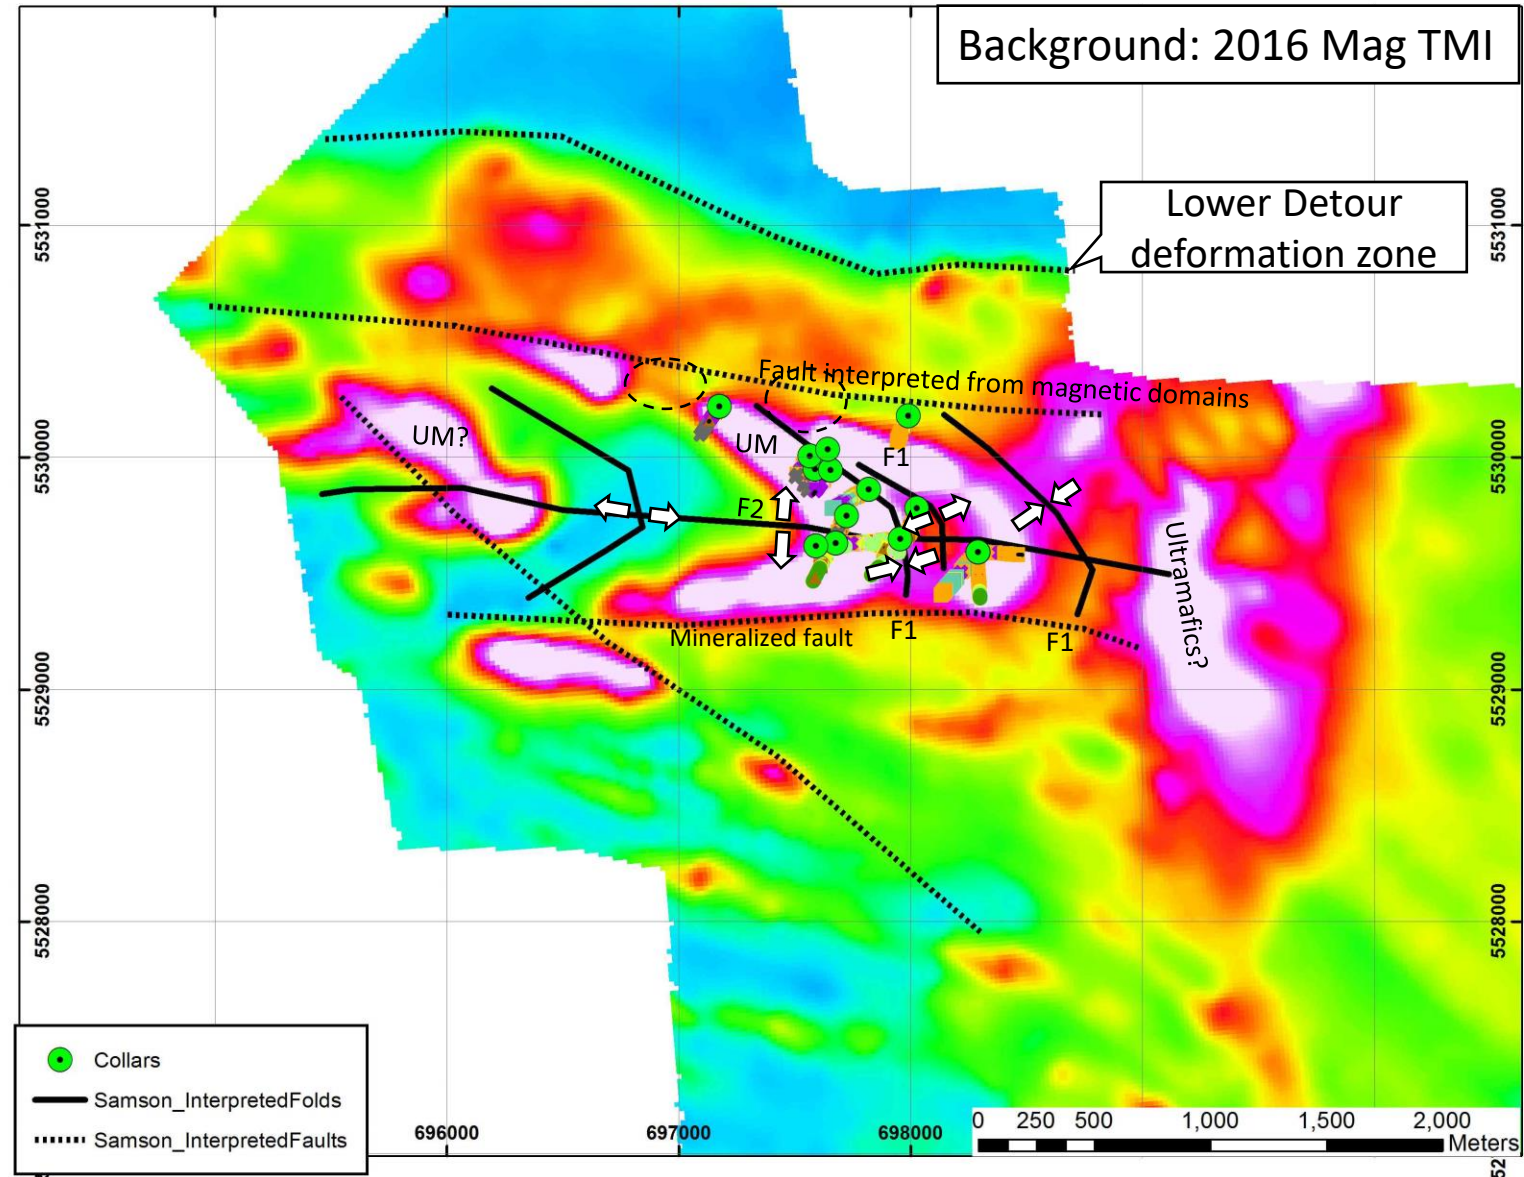 Background: 2016 Mag TMI
Lower Detour
deformation zone
5531000
5531000
Fault interpreted from magnetic domains
UM?
UM
F1
5530000
5530000
F2
Ultramafics?
Mineralized fault
F1
F1
5529000
5529000
5528000
5528000
Collars
Samson_InterpretedFolds
Samson_InterpretedFaults
696000
697000
698000
0 250 500 1,000 1,500 2,000
Meters
52